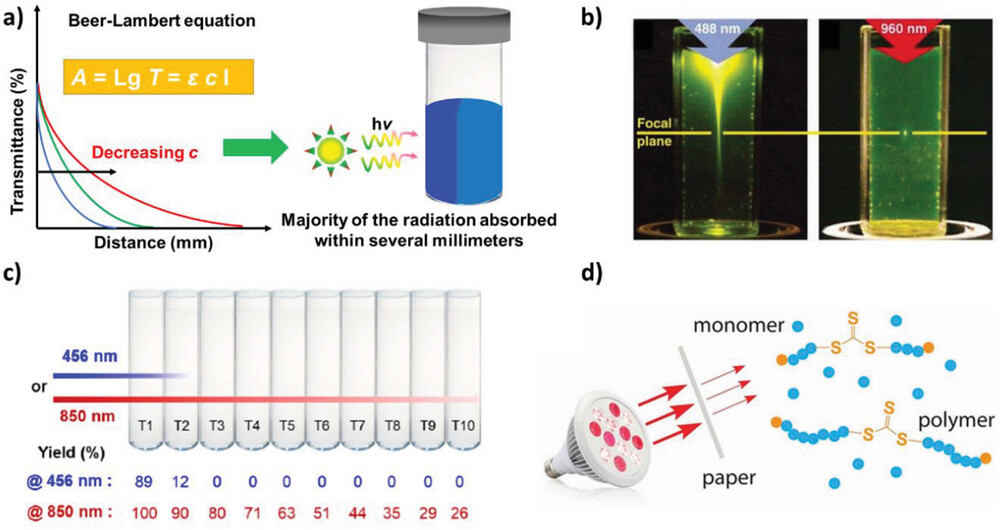 a)
Beer-Lambert equation
A = Lg T = ε c l
Transmittance (%)
Decreasing c
Distance (mm)
hν
Majority of the radiation absorbed
within several millimeters
b)
488 nm
960 nm
Focal
plane
c)
456 nm
or
850 nm
T1 T2 T3 T4 T5 T6 T7 T8 T9 T10
Yield (%)
@ 456 nm : 89 12 0 0 0 0 0 0 0 0
@ 850 nm : 100 90 80 71 63 51 44 35 29 26
d)
monomer
S
S S
S
S S
polymer
paper